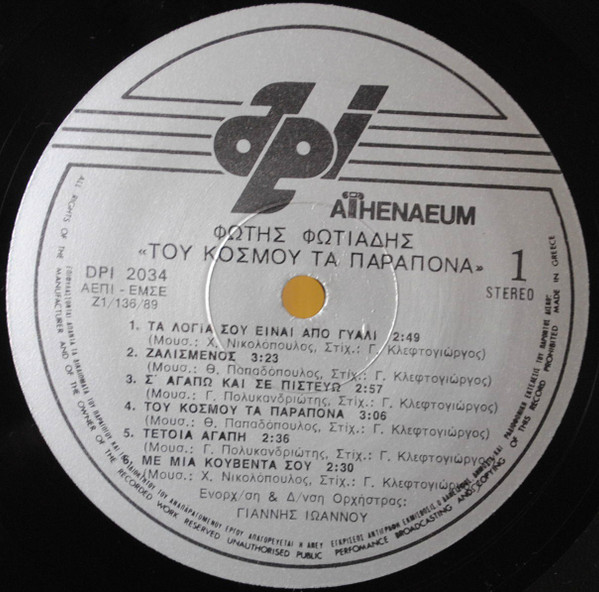 dpi
ATHENAEUM
ΦΩΤΗΣ ΦΩΤΙΑΔΗΣ
«ΤΟΥ ΚΟΣΜΟΥ ΤΑ ΠΑΡΑΠΟΝΑ»
DPI 2034
ΑΕΠΙ - ΕΜΣΕ
Z1/136/89
1
STEREO
1. ΤΑ ΛΟΓΙΑ ΣΟΥ ΕΙΝΑΙ ΑΠΟ ΓΥΑΛΙ 2:49
(Μουσ.: Χ. Νικολόπουλος, Στίχ.: Γ. Κλεφτογιώργος)
2. ΖΑΛΙΣΜΕΝΟΣ 3:23
(Μουσ.: Θ. Παπαδόπουλος, Στίχ.: Γ. Κλεφτογιώργος)
3. Σ' ΑΓΑΠΩ ΚΑΙ ΣΕ ΠΙΣΤΕΥΩ 2:57
(Μουσ.: Γ. Πολυκανδριώτης, Στίχ.: Γ. Κλεφτογιώργος)
4. ΤΟΥ ΚΟΣΜΟΥ ΤΑ ΠΑΡΑΠΟΝΑ 3:06
(Μουσ.: Θ. Παπαδόπουλος, Στίχ.: Γ. Κλεφτογιώργος)
5. ΤΕΤΟΙΑ ΑΓΑΠΗ 2:36
(Μουσ.: Γ. Πολυκανδριώτης, Στίχ.: Γ. Κλεφτογιώργος)
6. ΜΕ ΜΙΑ ΚΟΥΒΕΝΤΑ ΣΟΥ 2:30
(Μουσ.: Χ. Νικολόπουλος, Στίχ.: Γ. Κλεφτογιώργος)
Ενορχ/ση & Δ/νση Ορχήστρας:
ΓΙΑΝΝΗΣ ΙΩΑΝΝΟΥ
ALL RIGHTS OF THE MANUFACTURER AND OF THE OWNER OF THE RECORDED WORK RESERVED UNAUTHORISED PUBLIC PERFOMANCE BROADCASTING AND COPYING OF THIS RECORD PROHIBITED MADE IN GREECE